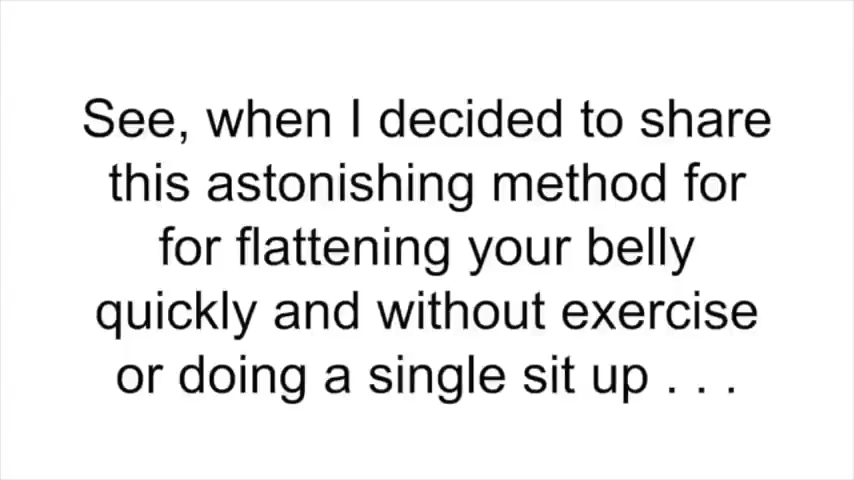 See, when I decided to share
this astonishing method for
for flattening your belly
quickly and without exercise
or doing a single sit up . . .